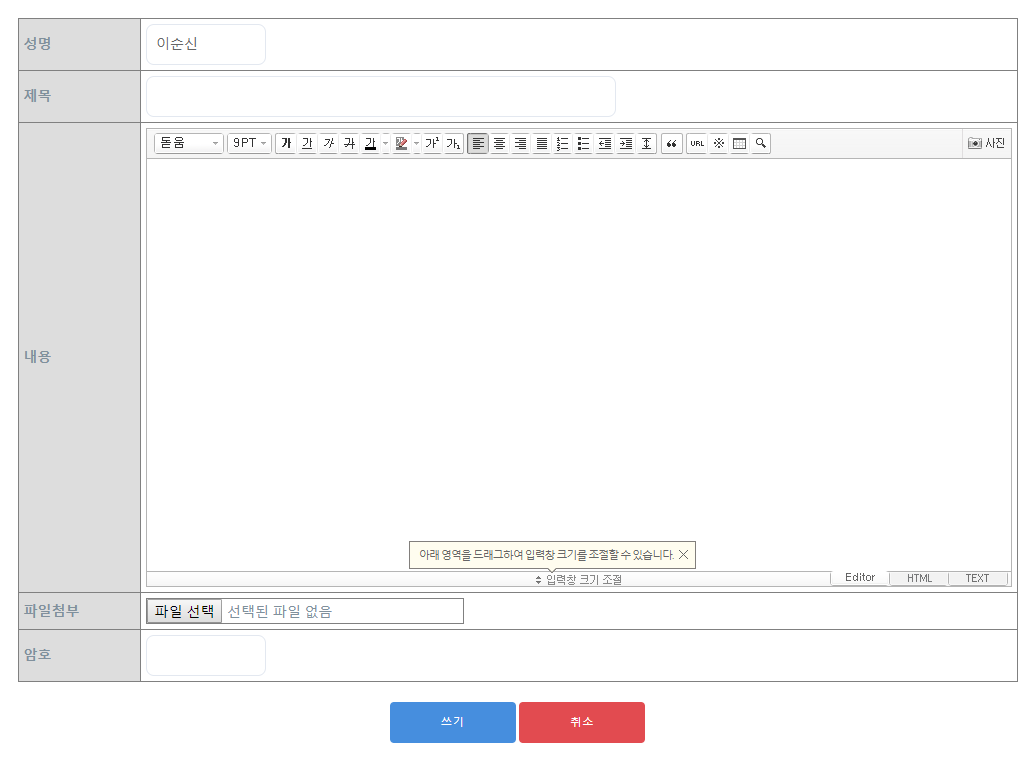 성명
이순신
제목
돋움 9PT 가 가 가 가 가 가¹ 가₁ URL ※ 사진
내용
아래 영역을 드래그하여 입력창 크기를 조절할 수 있습니다.
입력창 크기 조절 Editor HTML TEXT
파일첨부 파일 선택 선택된 파일 없음
암호
쓰기 취소